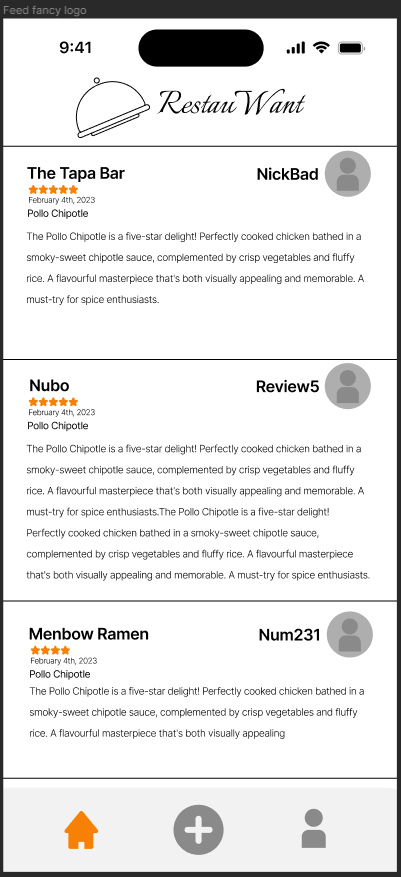 Feed fancy logo
9:41
RestauWant
The Tapa Bar
NickBad
February 4th, 2023
Pollo Chipotle
The Pollo Chipotle is a five-star delight! Perfectly cooked chicken bathed in a
smoky-sweet chipotle sauce, complemented by crisp vegetables and fluffy
rice. A flavourful masterpiece that's both visually appealing and memorable. A
must-try for spice enthusiasts.
Nubo
Review5
February 4th, 2023
Pollo Chipotle
The Pollo Chipotle is a five-star delight! Perfectly cooked chicken bathed in a
smoky-sweet chipotle sauce, complemented by crisp vegetables and fluffy
rice. A flavourful masterpiece that's both visually appealing and memorable. A
must-try for spice enthusiasts.The Pollo Chipotle is a five-star delight!
Perfectly cooked chicken bathed in a smoky-sweet chipotle sauce,
complemented by crisp vegetables and fluffy rice. A flavourful masterpiece
that's both visually appealing and memorable. A must-try for spice enthusiasts.
Menbow Ramen
Num231
February 4th, 2023
Pollo Chipotle
The Pollo Chipotle is a five-star delight! Perfectly cooked chicken bathed in a
smoky-sweet chipotle sauce, complemented by crisp vegetables and fluffy
rice. A flavourful masterpiece that's both visually appealing